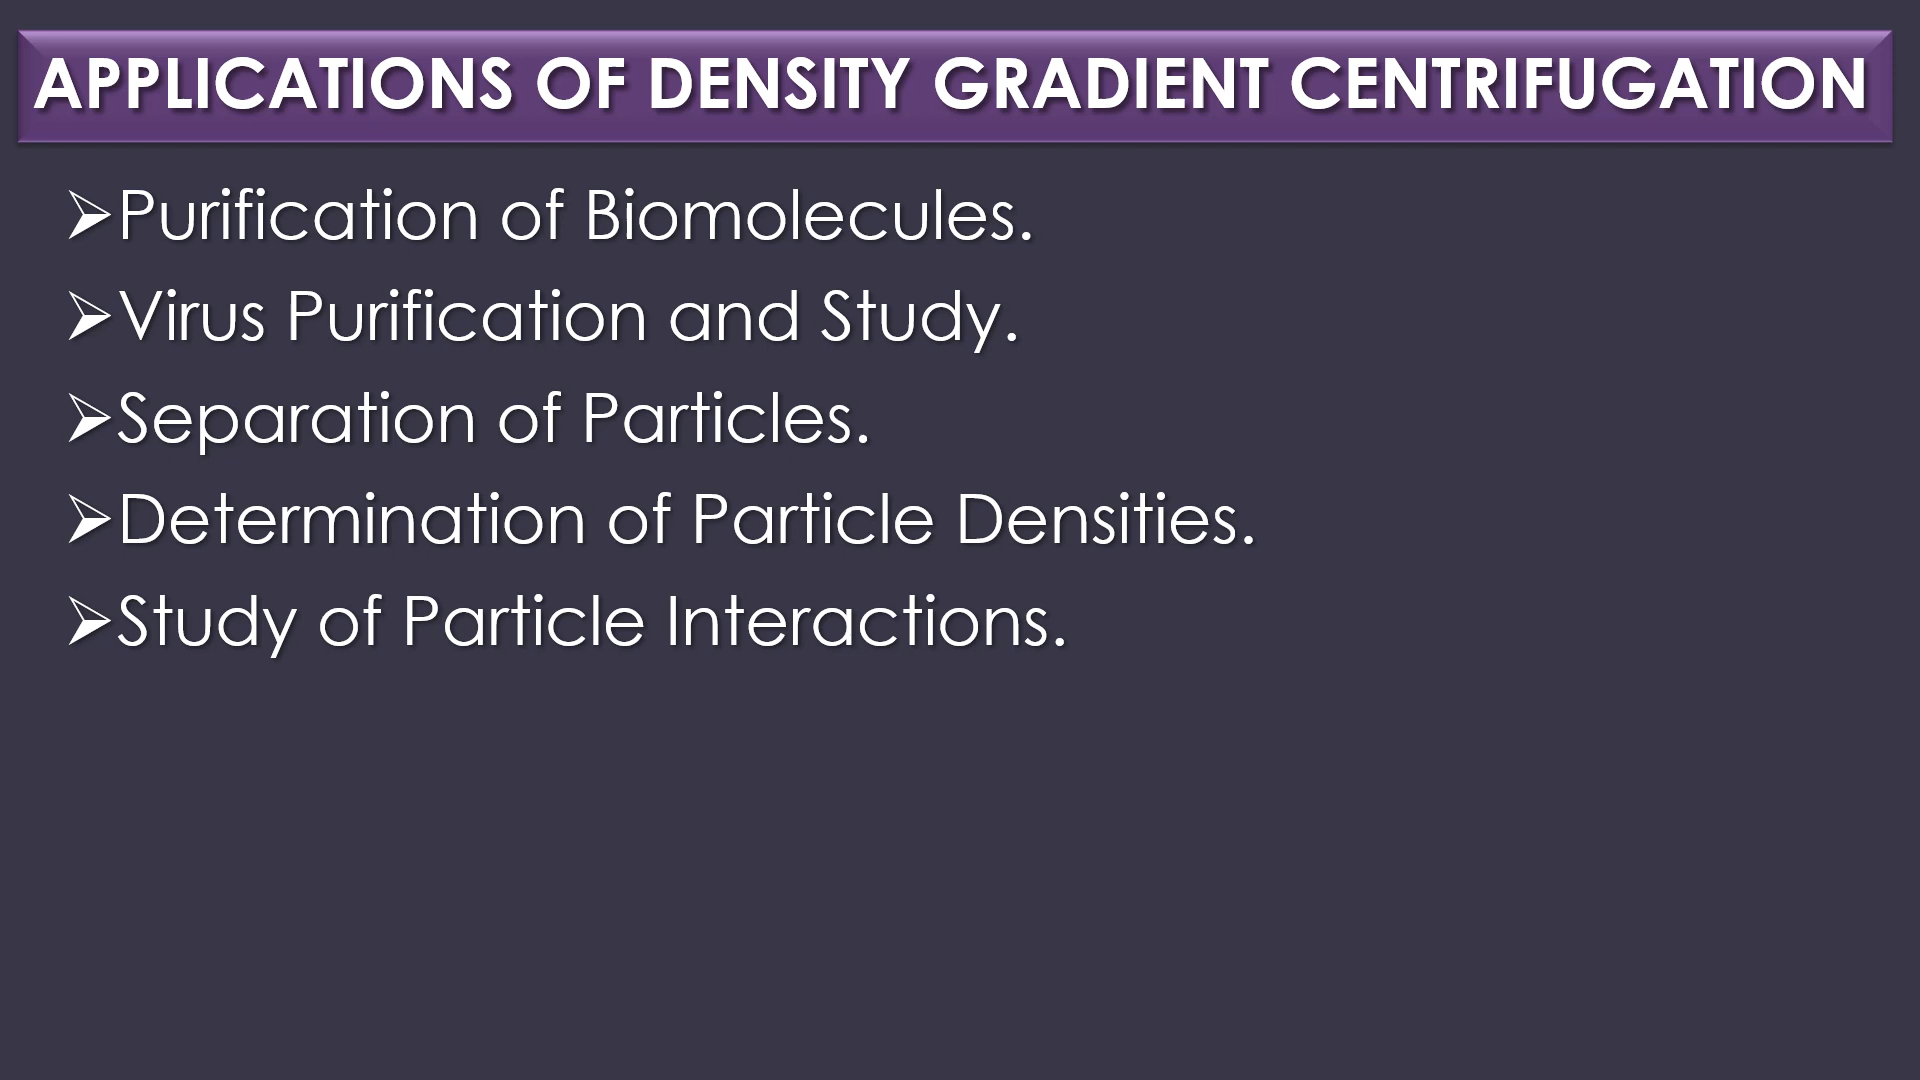 APPLICATIONS OF DENSITY GRADIENT CENTRIFUGATION
➢Purification of Biomolecules.
➢Virus Purification and Study.
➢Separation of Particles.
➢Determination of Particle Densities.
➢Study of Particle Interactions.